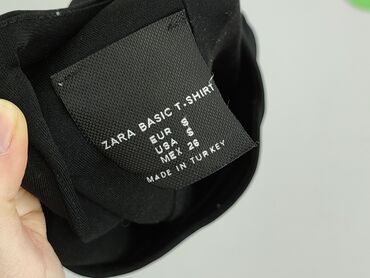 ZARA BASIC T.SHIRT
EUR S
USA S
MEX 26
MADE IN TURKEY